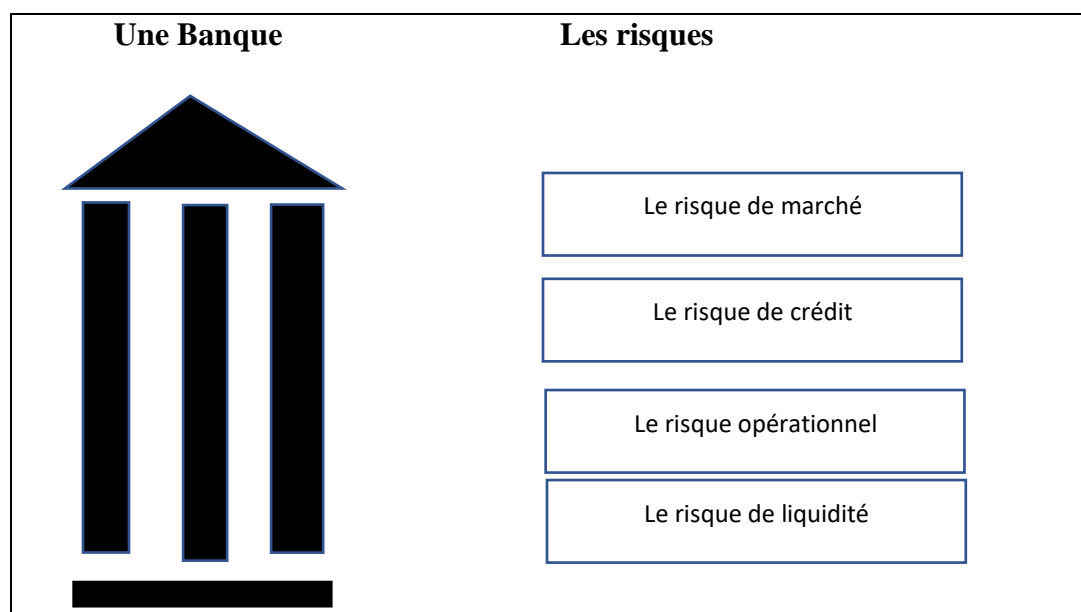 Une Banque
Les risques
Le risque de marché
Le risque de crédit
Le risque opérationnel
Le risque de liquidité